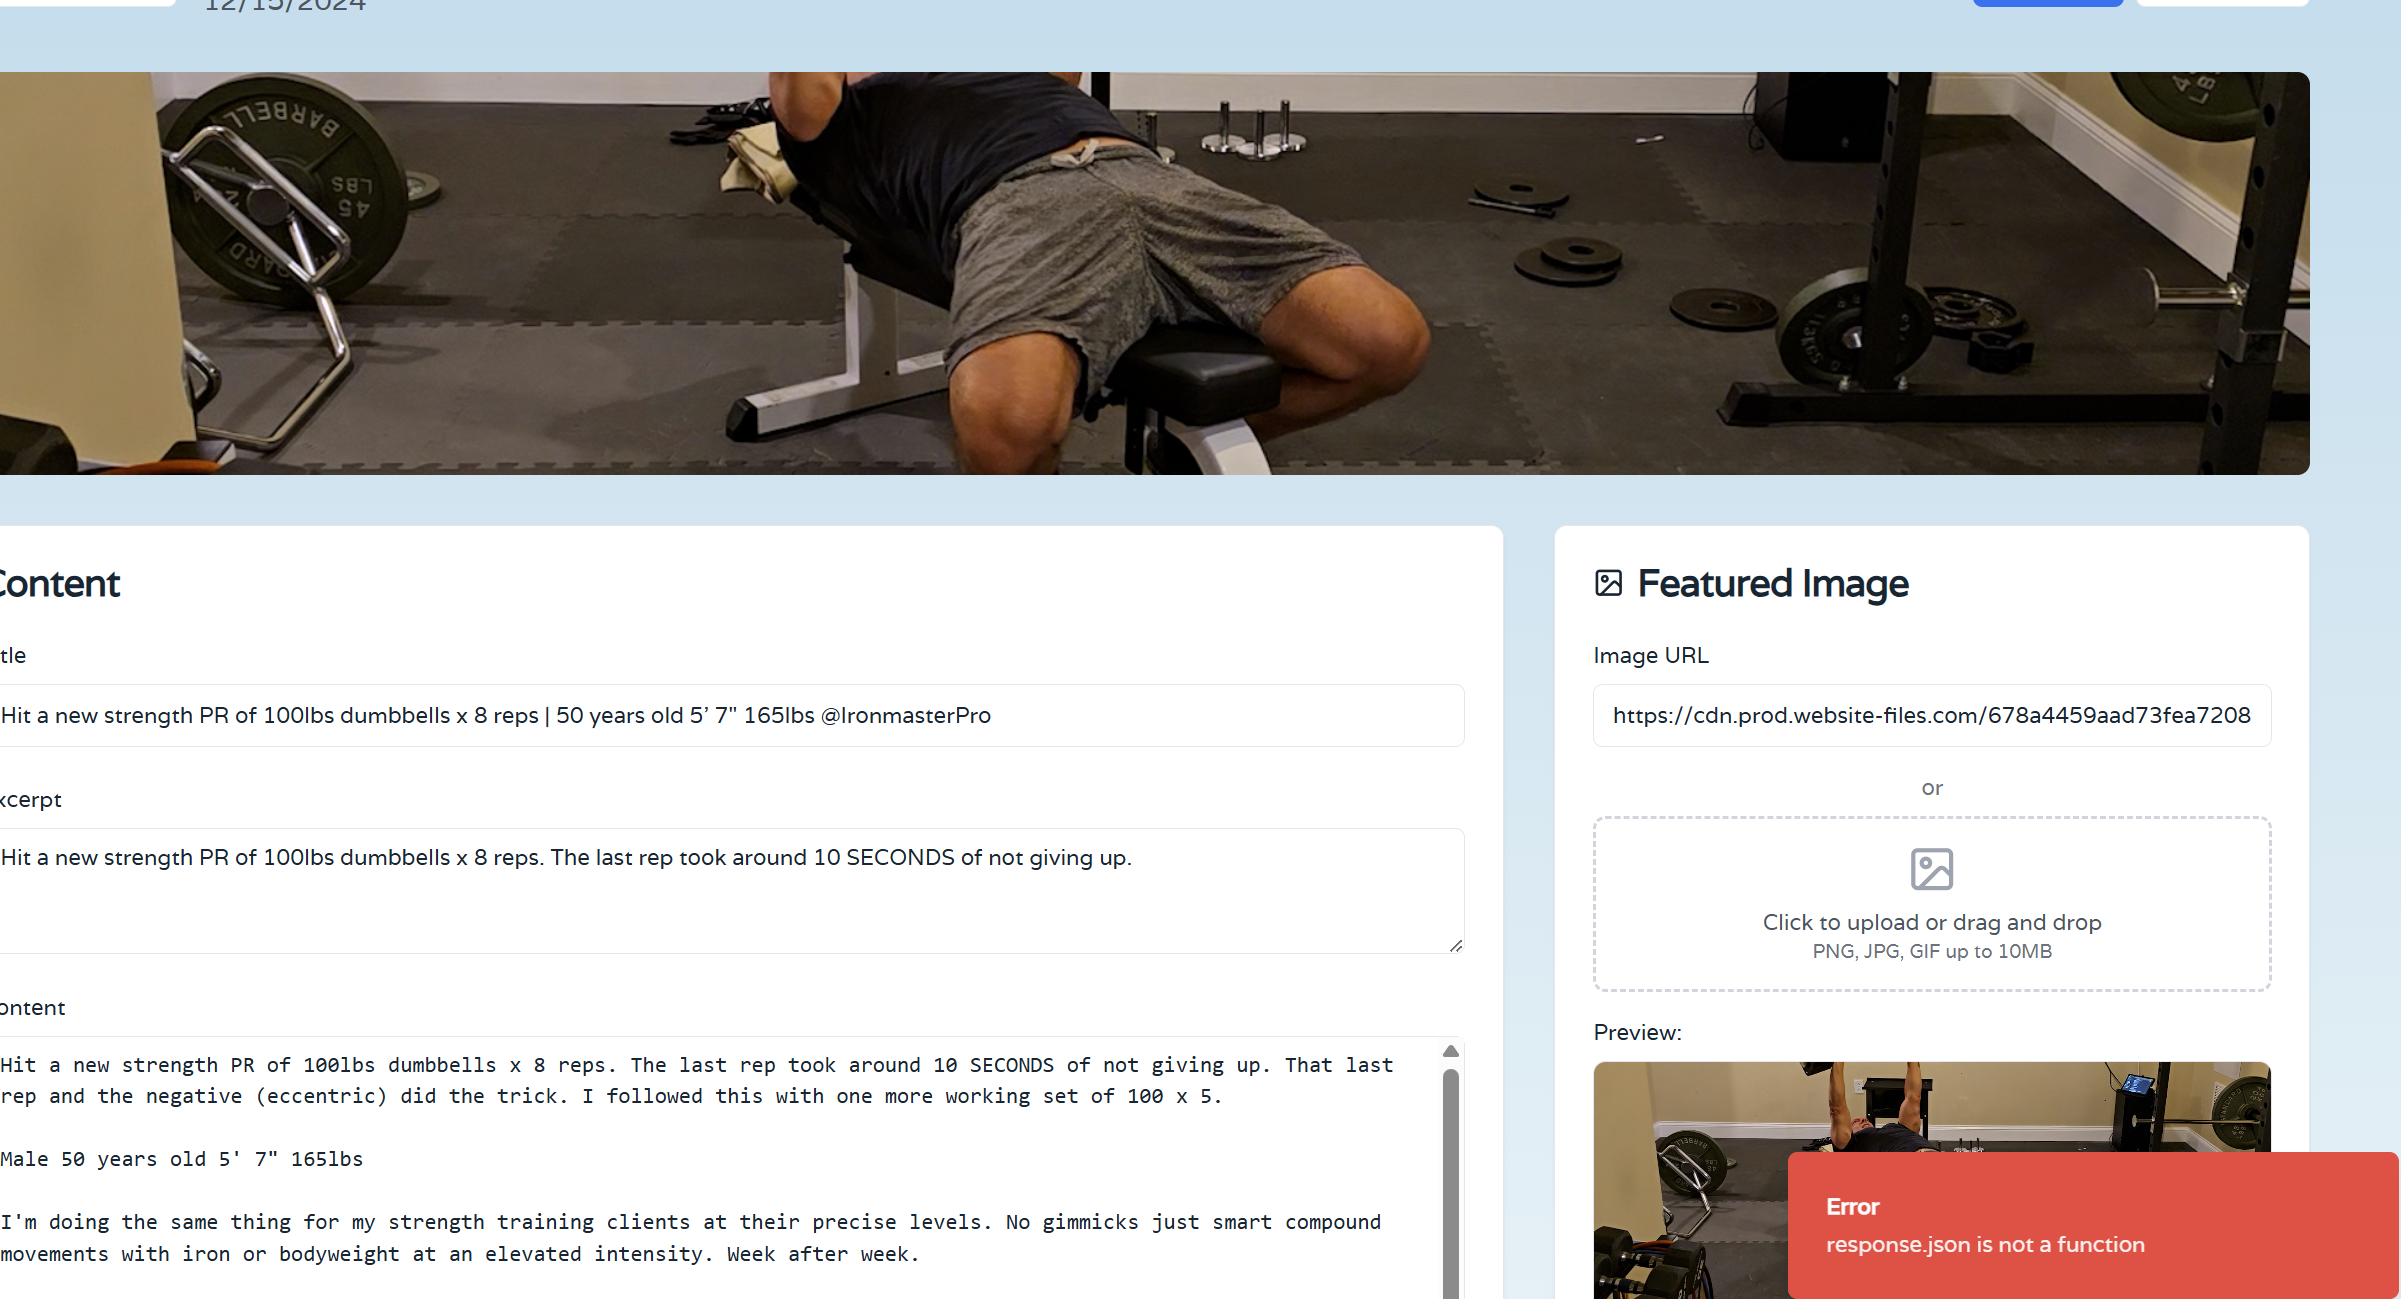 12/15/2024
BARBELL
LBS
45
LB
Content
tle
Hit a new strength PR of 100lbs dumbbells x 8 reps | 50 years old 5’ 7" 165lbs @IronmasterPro
xcerpt
Hit a new strength PR of 100lbs dumbbells x 8 reps. The last rep took around 10 SECONDS of not giving up.
ontent
Hit a new strength PR of 100lbs dumbbells x 8 reps. The last rep took around 10 SECONDS of not giving up. That last
rep and the negative (eccentric) did the trick. I followed this with one more working set of 100 x 5.
Male 50 years old 5' 7" 165lbs
I'm doing the same thing for my strength training clients at their precise levels. No gimmicks just smart compound
movements with iron or bodyweight at an elevated intensity. Week after week.
Featured Image
Image URL
https://cdn.prod.website-files.com/678a4459aad73fea7208
or
Click to upload or drag and drop
PNG, JPG, GIF up to 10MB
Preview:
Error
response.json is not a function